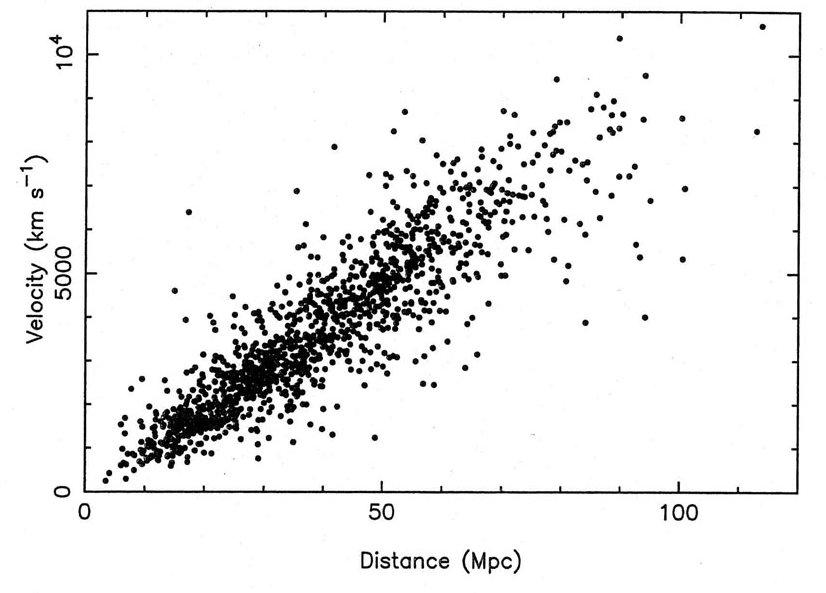 10⁴
5000
0
Velocity (km s⁻¹)
0 50 100
Distance (Mpc)